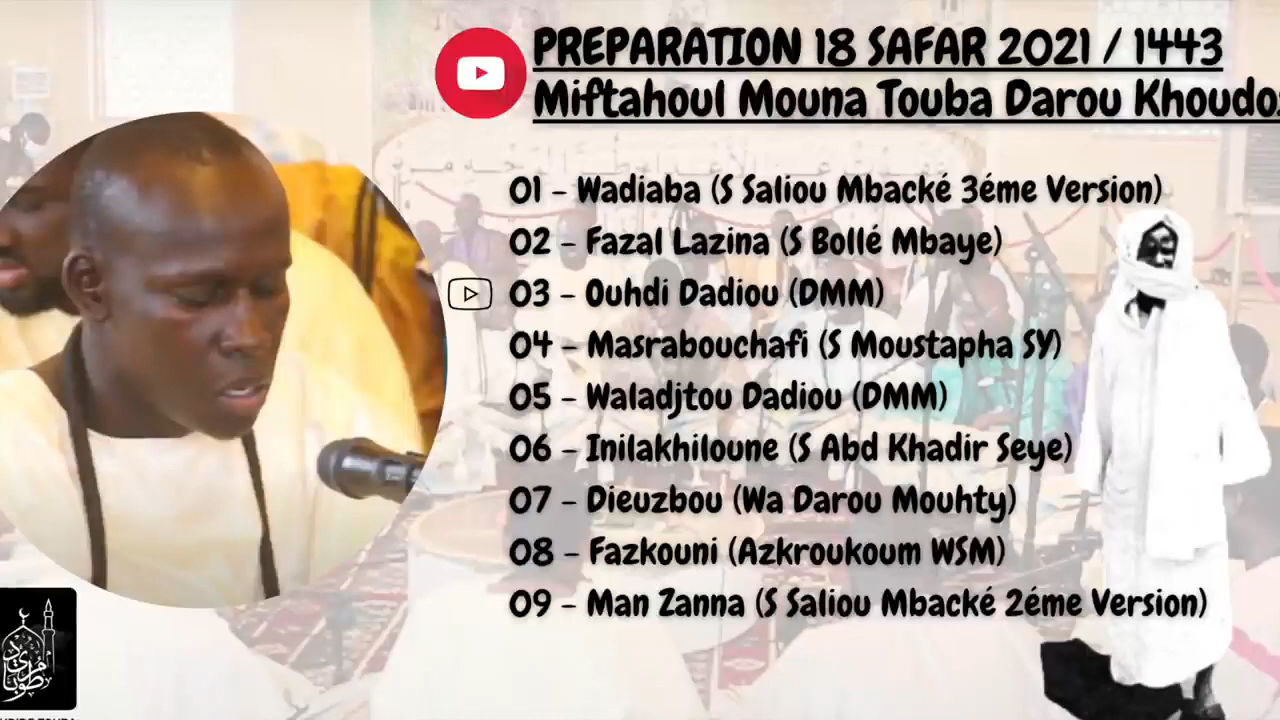 PREPARATION 18 SAFAR 2021 / 1443
Miftahoul Mouna Touba Darou Khoudos
01 - Wadiaba (S Saliou Mbacké 3éme Version)
02 - Fazal Lazina (S Bollé Mbaye)
03 - Ouhdi Dadiou (DMM)
04 - Masrabouchafi (S Moustapha SY)
05 - Waladjtou Dadiou (DMM)
06 - Inilakhiloune (S Abd Khadir Seye)
07 - Dieuzbou (Wa Darou Mouhty)
08 - Fazkouni (Azkroukoum WSM)
09 - Man Zanna (S Saliou Mbacké 2éme Version)